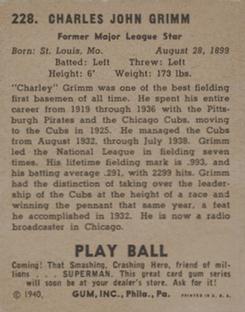 228. CHARLES JOHN GRIMM
Former Major League Star
Born: St. Louis, Mo. August 28, 1899
Batted: Left Threw: Left
Height: 6' Weight: 173 lbs.
"Charley" Grimm was one of the best fielding
first basemen of all time. He spent his entire
career from 1919 through 1936 with the Pitts-
burgh Pirates and the Chicago Cubs, moving
to the Cubs in 1925. He managed the Cubs
from August 1932, through July 1938. Grimm
led the National League in fielding seven
times. His lifetime fielding mark is .993, and
his batting average .291, with 2299 hits. Grimm
had the distinction of taking over the leader-
ship of the Cubs at the height of a race and
winning the pennant that same year, a feat
he accomplished in 1932. He is now a radio
broadcaster in Chicago.
PLAY BALL
Coming! That Smashing, Crashing Hero, friend of mil-
lions . . . SUPERMAN. This great card gum series
will soon be at your dealer's store. Ask for it!
© 1940, GUM, INC., Phila., Pa. PRINTED IN U. S. A.